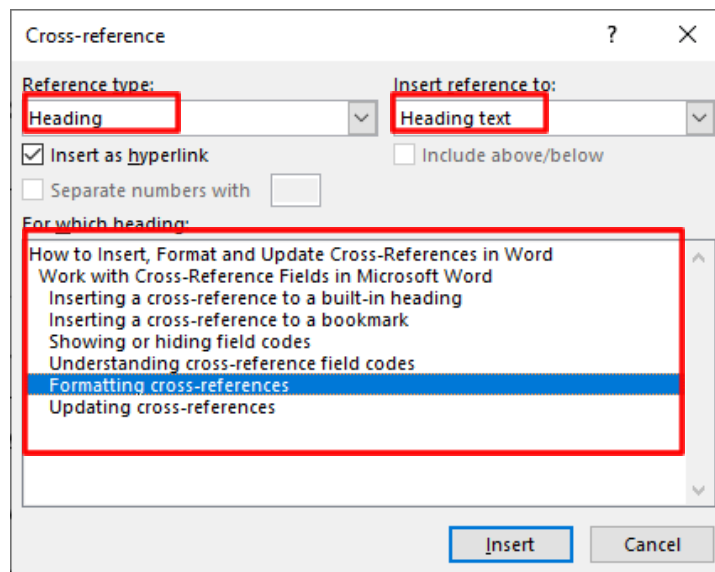 Cross-reference ?
Reference type: Insert reference to:
Heading Heading text
Insert as hyperlink Include above/below
Separate numbers with
For which heading:
How to Insert, Format and Update Cross-References in Word
Work with Cross-Reference Fields in Microsoft Word
Inserting a cross-reference to a built-in heading
Inserting a cross-reference to a bookmark
Showing or hiding field codes
Understanding cross-reference field codes
Formatting cross-references
Updating cross-references
Insert Cancel